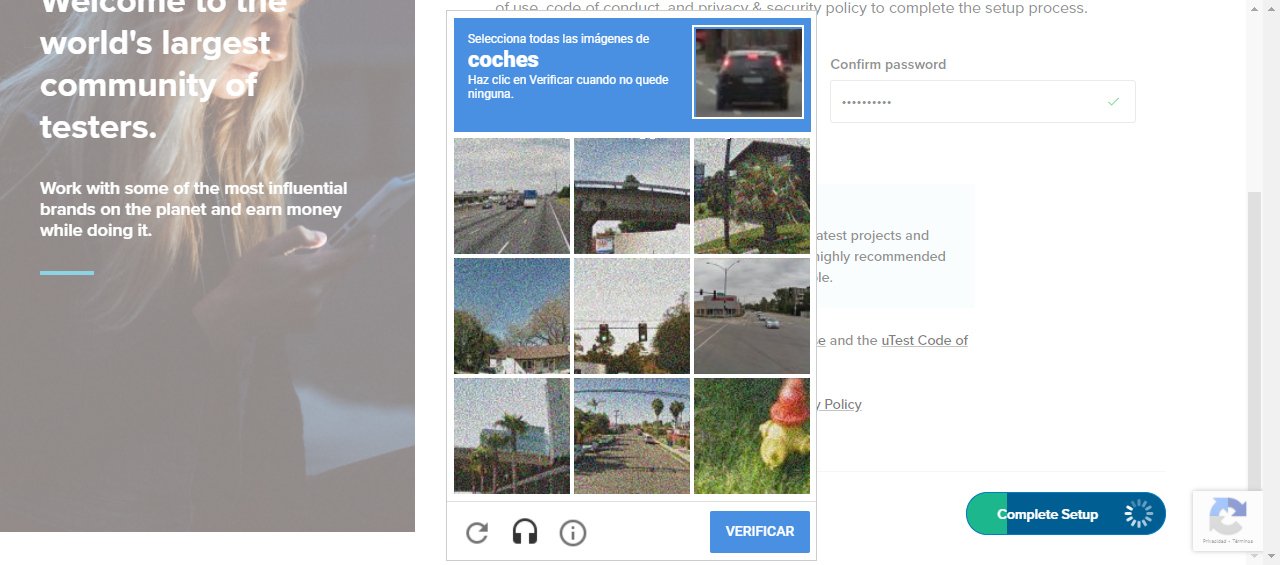 Welcome to the
world's largest
community of
testers.
Work with some of the most influential
brands on the planet and earn money
while doing it.
of use, code of conduct, and privacy & security policy to complete the setup process.
Selecciona todas las imágenes de
coches
Haz clic en Verificar cuando no quede
ninguna.
Confirm password
atest projects and
highly recommended
ble.
se and the uTest Code of
y Policy
VERIFICAR
Complete Setup
Privacidad - Términos